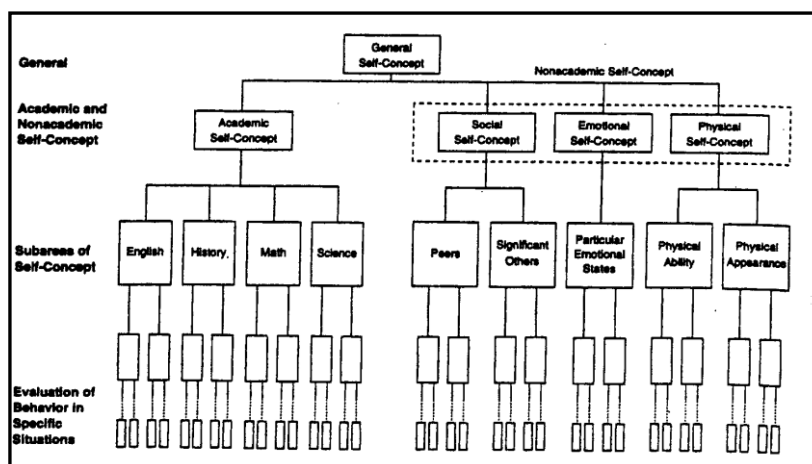 General
General
Self-Concept
Nonacademic Self-Concept
Academic and
Nonacademic
Self-Concept
Academic
Self-Concept
Social
Self-Concept
Emotional
Self-Concept
Physical
Self-Concept
Subareas of
Self-Concept
English
History
Math
Science
Peers
Significant
Others
Particular
Emotional
States
Physical
Ability
Physical
Appearance
Evaluation of
Behavior in
Specific
Situations